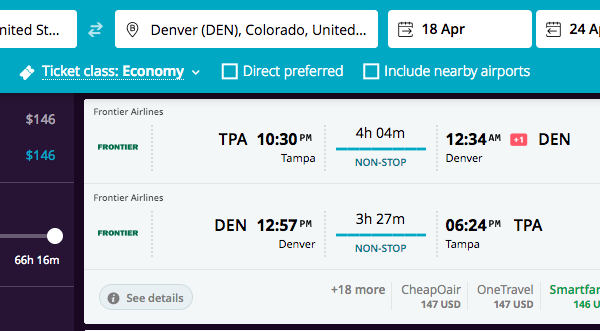 nited St...
Denver (DEN), Colorado, United...
18 Apr
24 A
Ticket class: Economy
Direct preferred
Include nearby airports
$146
$146
66h 16m
Frontier Airlines
FRONTIER
TPA 10:30 PM
Tampa
4h 04m
NON-STOP
12:34 AM +1 DEN
Denver
Frontier Airlines
FRONTIER
DEN 12:57 PM
Denver
3h 27m
NON-STOP
06:24 PM TPA
Tampa
See details
+18 more
CheapOair
147 USD
OneTravel
147 USD
Smartfar
146 U